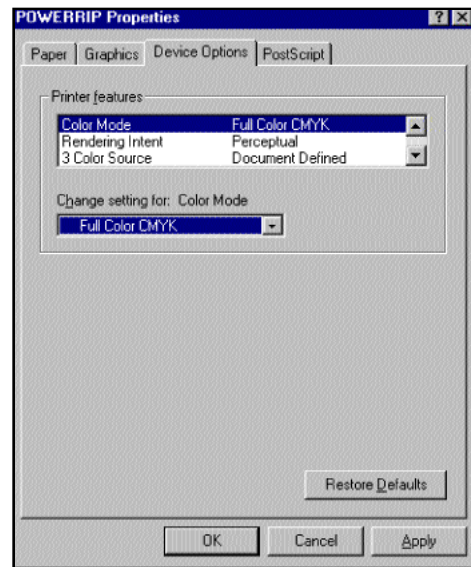 POWERRIP Properties
Paper Graphics Device Options PostScript
Printer features
Color Mode Full Color CMYK
Rendering Intent Perceptual
3 Color Source Document Defined
Change setting for: Color Mode
Full Color CMYK
Restore Defaults
OK Cancel Apply